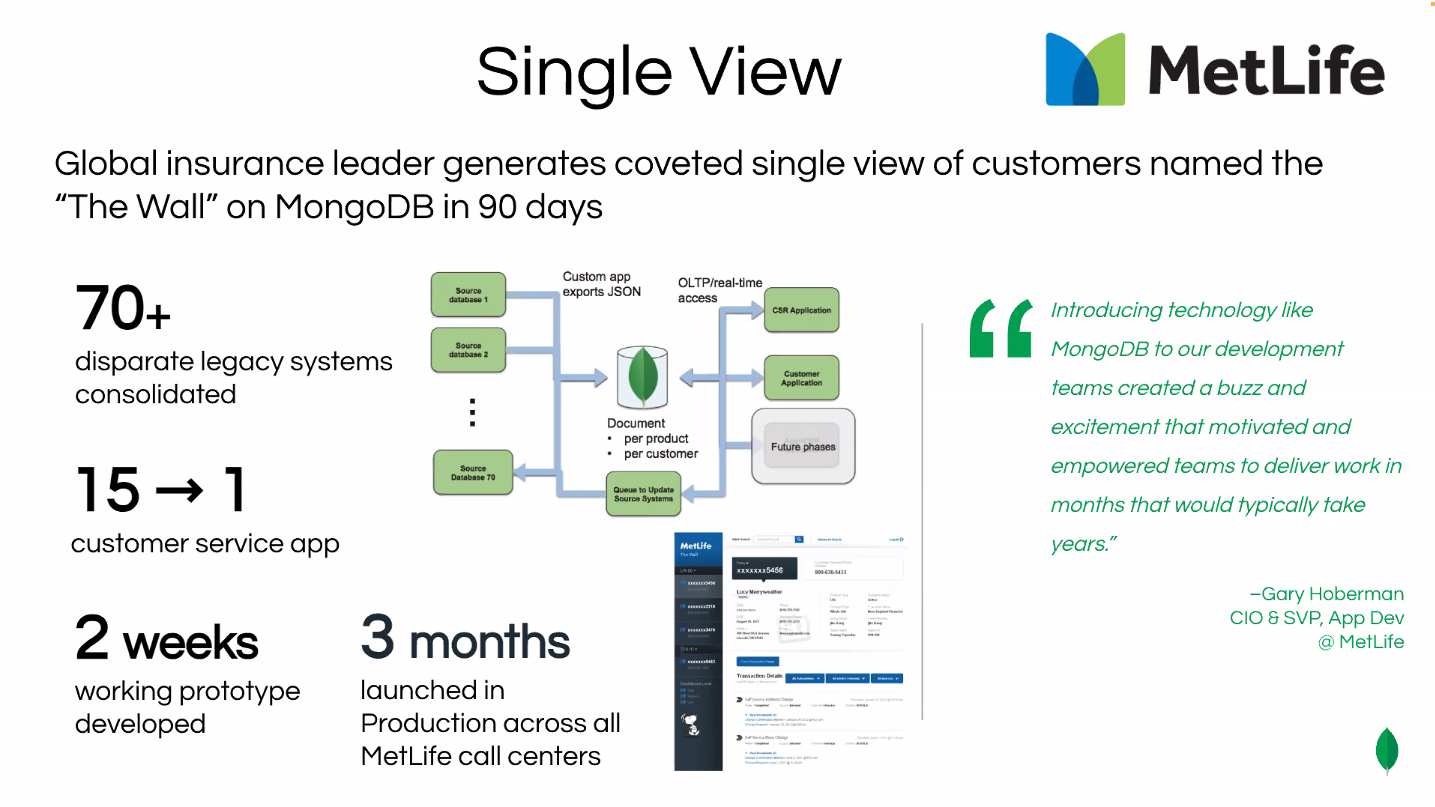 Single View
MetLife
Global insurance leader generates coveted single view of customers named the
“The Wall” on MongoDB in 90 days
70+
disparate legacy systems
consolidated
15 → 1
customer service app
2 weeks
working prototype
developed
3 months
launched in
Production across all
MetLife call centers
Source
database 1
Source
database 2
Source
Database 70
Custom app
exports JSON
OLTP/real-time
access
Document
• per product
• per customer
Queue to Update
Source Systems
CSR Application
Customer
Application
Future phases
MetLife
The Wall
xxxxxxx5456
Lucy Merryweather
Transaction Details
“
Introducing technology like
MongoDB to our development
teams created a buzz and
excitement that motivated and
empowered teams to deliver work in
months that would typically take
years.”
–Gary Hoberman
CIO & SVP, App Dev
@ MetLife